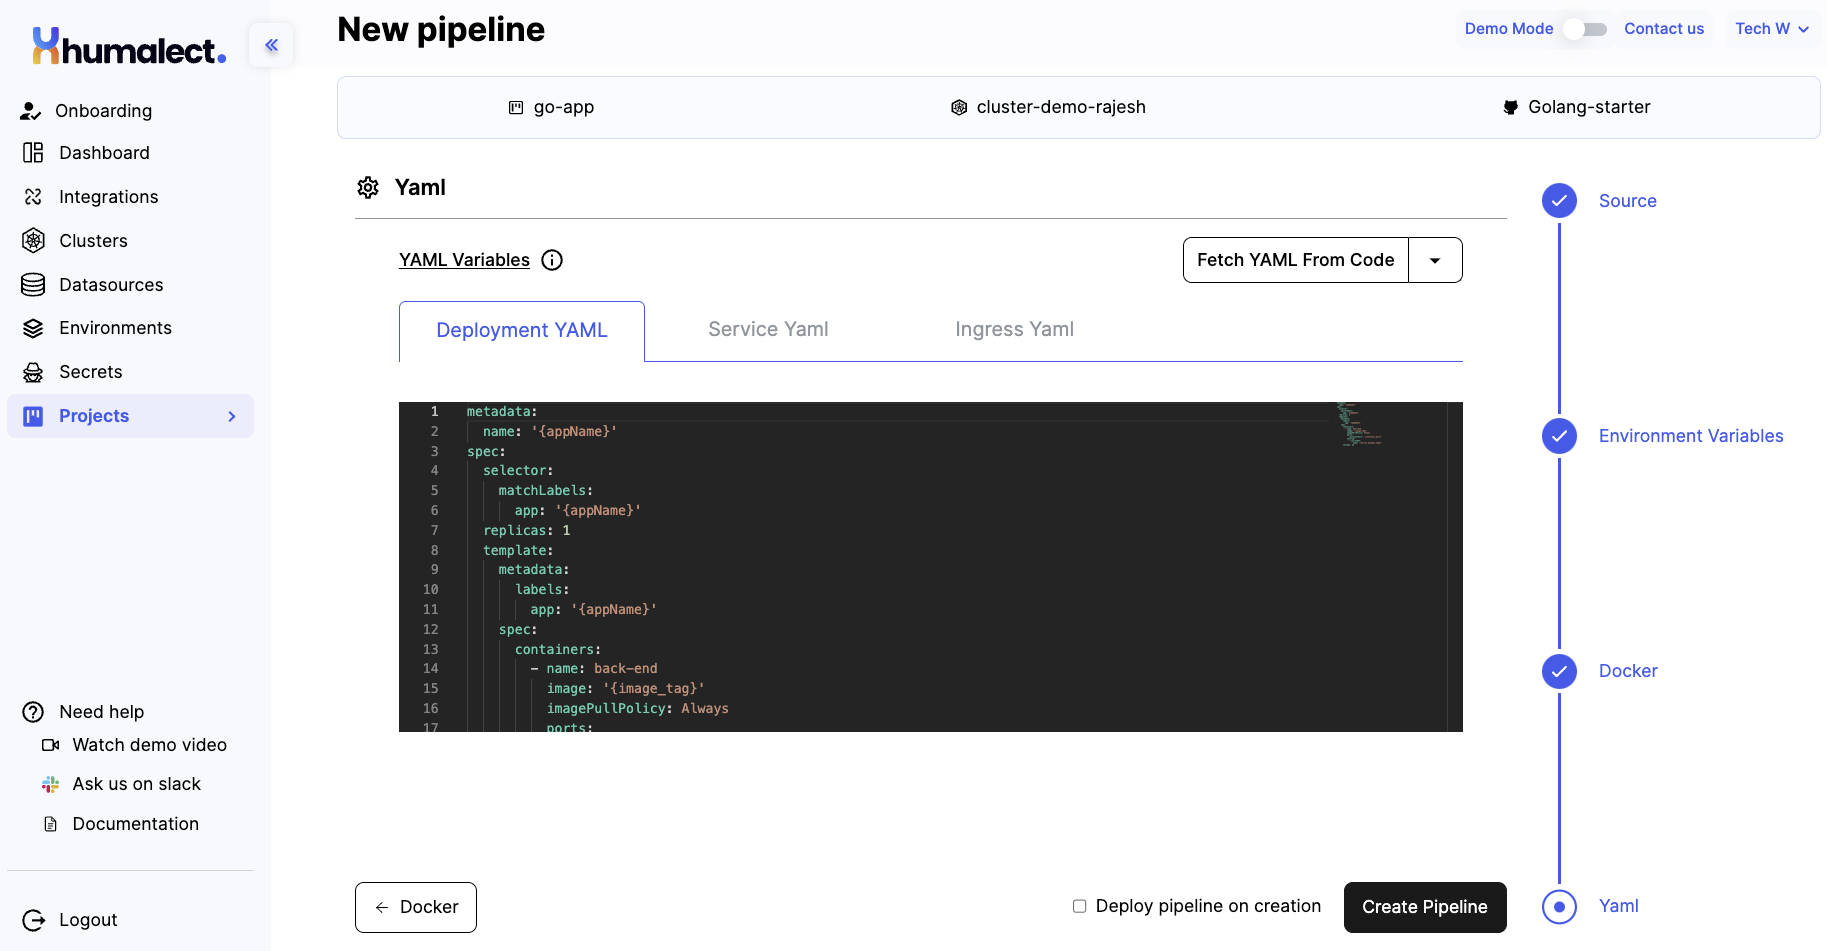 humalect.
New pipeline
Demo Mode
Contact us
Tech W
Onboarding
Dashboard
Integrations
Clusters
Datasources
Environments
Secrets
Projects
Need help
Watch demo video
Ask us on slack
Documentation
Logout
go-app
cluster-demo-rajesh
Golang-starter
Yaml
YAML Variables
Fetch YAML From Code
Deployment YAML
Service Yaml
Ingress Yaml
1 metadata:
2 name: '{appName}'
3 spec:
4 selector:
5 matchLabels:
6 app: '{appName}'
7 replicas: 1
8 template:
9 metadata:
10 labels:
11 app: '{appName}'
12 spec:
13 containers:
14 - name: back-end
15 image: '{image_tag}'
16 imagePullPolicy: Always
17 ports:
Source
Environment Variables
Docker
Yaml
← Docker
Deploy pipeline on creation
Create Pipeline